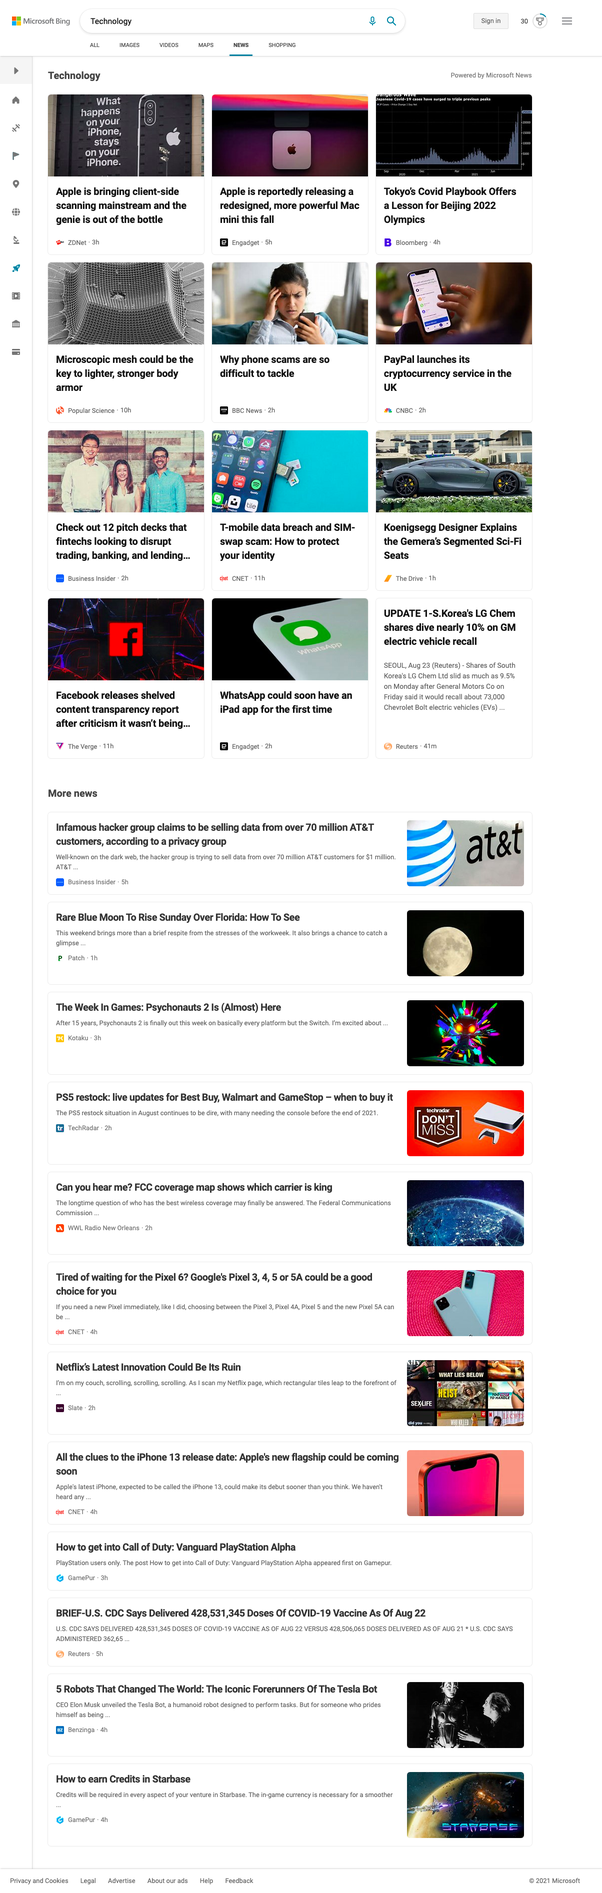 Microsoft Bing
Technology
Sign in
30
ALL
IMAGES
VIDEOS
MAPS
NEWS
SHOPPING
Technology
Powered by Microsoft News
What
happens
on your
iPhone,
stays
on your
iPhone.
Japanese Covid-19 cases have surged to triple previous peaks
Apple is bringing client-side
scanning mainstream and the
genie is out of the bottle
ZDNet · 3h
Apple is reportedly releasing a
redesigned, more powerful Mac
mini this fall
Engadget · 5h
Tokyo's Covid Playbook Offers
a Lesson for Beijing 2022
Olympics
Bloomberg · 4h
Microscopic mesh could be the
key to lighter, stronger body
armor
Popular Science · 10h
Why phone scams are so
difficult to tackle
BBC News · 2h
PayPal launches its
cryptocurrency service in the
UK
CNBC · 2h
Check out 12 pitch decks that
fintechs looking to disrupt
trading, banking, and lending...
Business Insider · 2h
T-mobile data breach and SIM-
swap scam: How to protect
your identity
CNET · 11h
Koenigsegg Designer Explains
the Gemera's Segmented Sci-Fi
Seats
The Drive · 1h
WhatsApp
Facebook releases shelved
content transparency report
after criticism it wasn't being...
The Verge · 11h
WhatsApp could soon have an
iPad app for the first time
Engadget · 2h
UPDATE 1-S.Korea's LG Chem
shares dive nearly 10% on GM
electric vehicle recall
SEOUL, Aug 23 (Reuters) - Shares of South
Korea's LG Chem Ltd slid as much as 9.5%
on Monday after General Motors Co on
Friday said it would recall about 73,000
Chevrolet Bolt electric vehicles (EVs) ...
Reuters · 41m
More news
Infamous hacker group claims to be selling data from over 70 million AT&T
customers, according to a privacy group
Well-known on the dark web, the hacker group is trying to sell data from over 70 million AT&T customers for $1 million.
AT&T ...
Business Insider · 5h
at&t
Rare Blue Moon To Rise Sunday Over Florida: How To See
This weekend brings more than a brief respite from the stresses of the workweek. It also brings a chance to catch a
glimpse ...
Patch · 1h
The Week In Games: Psychonauts 2 Is (Almost) Here
After 15 years, Psychonauts 2 is finally out this week on basically every platform but the Switch. I'm excited about ...
Kotaku · 3h
PS5 restock: live updates for Best Buy, Walmart and GameStop – when to buy it
The PS5 restock situation in August continues to be dire, with many needing the console before the end of 2021.
TechRadar · 2h
techradar
DON'T
MISS
Can you hear me? FCC coverage map shows which carrier is king
The longtime question of who has the best wireless coverage may finally be answered. The Federal Communications
Commission ...
WWL Radio New Orleans · 2h
Tired of waiting for the Pixel 6? Google's Pixel 3, 4, 5 or 5A could be a good
choice for you
If you need a new Pixel immediately, like I did, choosing between the Pixel 3, Pixel 4A, Pixel 5 and the new Pixel 5A can
be ...
CNET · 4h
Netflix's Latest Innovation Could Be Its Ruin
I'm on my couch, scrolling, scrolling, scrolling. As I scan my Netflix page, which rectangular tiles leap to the forefront of
...
Slate · 2h
WHAT LIES BELOW
SEX/LIFE
HEIST
All the clues to the iPhone 13 release date: Apple's new flagship could be coming
soon
Apple's latest iPhone, expected to be called the iPhone 13, could make its debut sooner than you think. We haven't
heard any ...
CNET · 4h
How to get into Call of Duty: Vanguard PlayStation Alpha
PlayStation users only. The post How to get into Call of Duty: Vanguard PlayStation Alpha appeared first on Gamepur.
GamePur · 3h
BRIEF-U.S. CDC Says Delivered 428,531,345 Doses Of COVID-19 Vaccine As Of Aug 22
U.S. CDC SAYS DELIVERED 428,531,345 DOSES OF COVID-19 VACCINE AS OF AUG 22 VERSUS 428,506,065 DOSES DELIVERED AS OF AUG 21 * U.S. CDC SAYS
ADMINISTERED 362,65 ...
Reuters · 5h
5 Robots That Changed The World: The Iconic Forerunners Of The Tesla Bot
CEO Elon Musk unveiled the Tesla Bot, a humanoid robot designed to perform tasks. But for someone who prides
himself as being ...
Benzinga · 4h
How to earn Credits in Starbase
Credits will be required in every aspect of your venture in Starbase. The in-game currency is necessary for a smoother
...
GamePur · 4h
STARBASE
Privacy and Cookies
Legal
Advertise
About our ads
Help
Feedback
© 2021 Microsoft